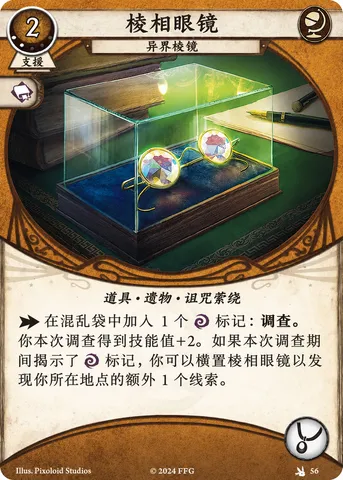 2
棱相眼镜
支援
异界棱镜
道具·遗物·诅咒萦绕
在混乱袋中加入 1 个 标记：调查。
你本次调查得到技能值+2。如果本次调查期
间揭示了 标记，你可以横置棱相眼镜以发
现你所在地点的额外 1 个线索。
Illus. Pixoloid Studios
© 2024 FFG
56